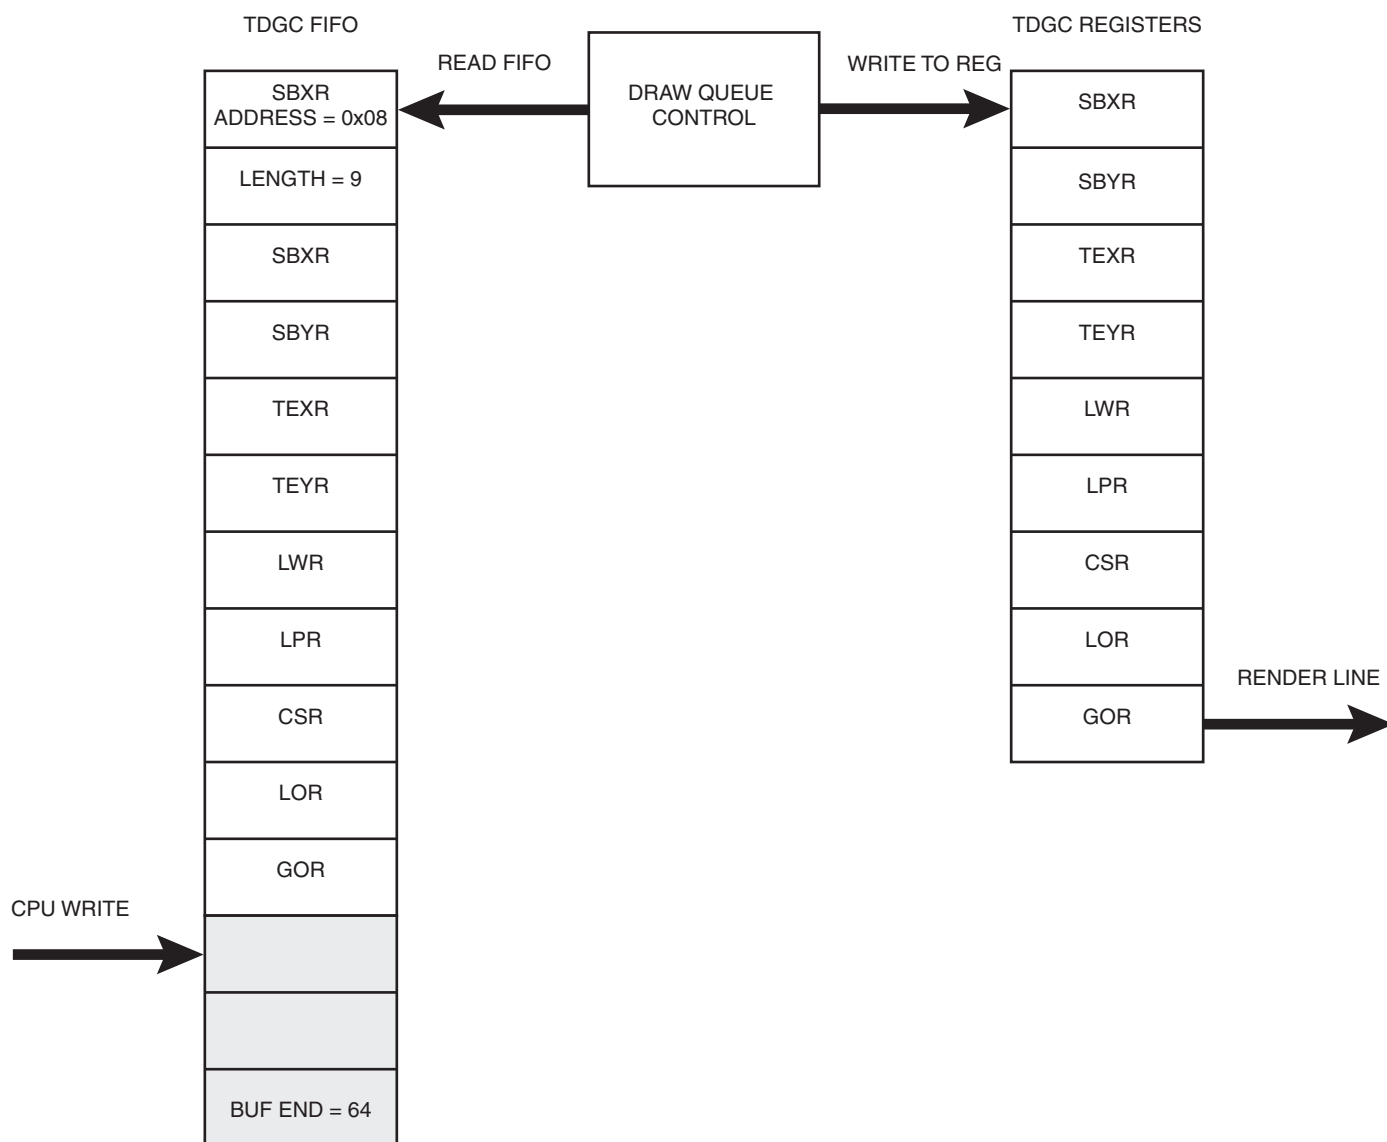 TDGC FIFO
SBXR
ADDRESS = 0x08
LENGTH = 9
SBXR
SBYR
TEXR
TEYR
LWR
LPR
CSR
LOR
GOR
BUF END = 64
CPU WRITE
READ FIFO
DRAW QUEUE
CONTROL
WRITE TO REG
TDGC REGISTERS
SBXR
SBYR
TEXR
TEYR
LWR
LPR
CSR
LOR
GOR
RENDER LINE